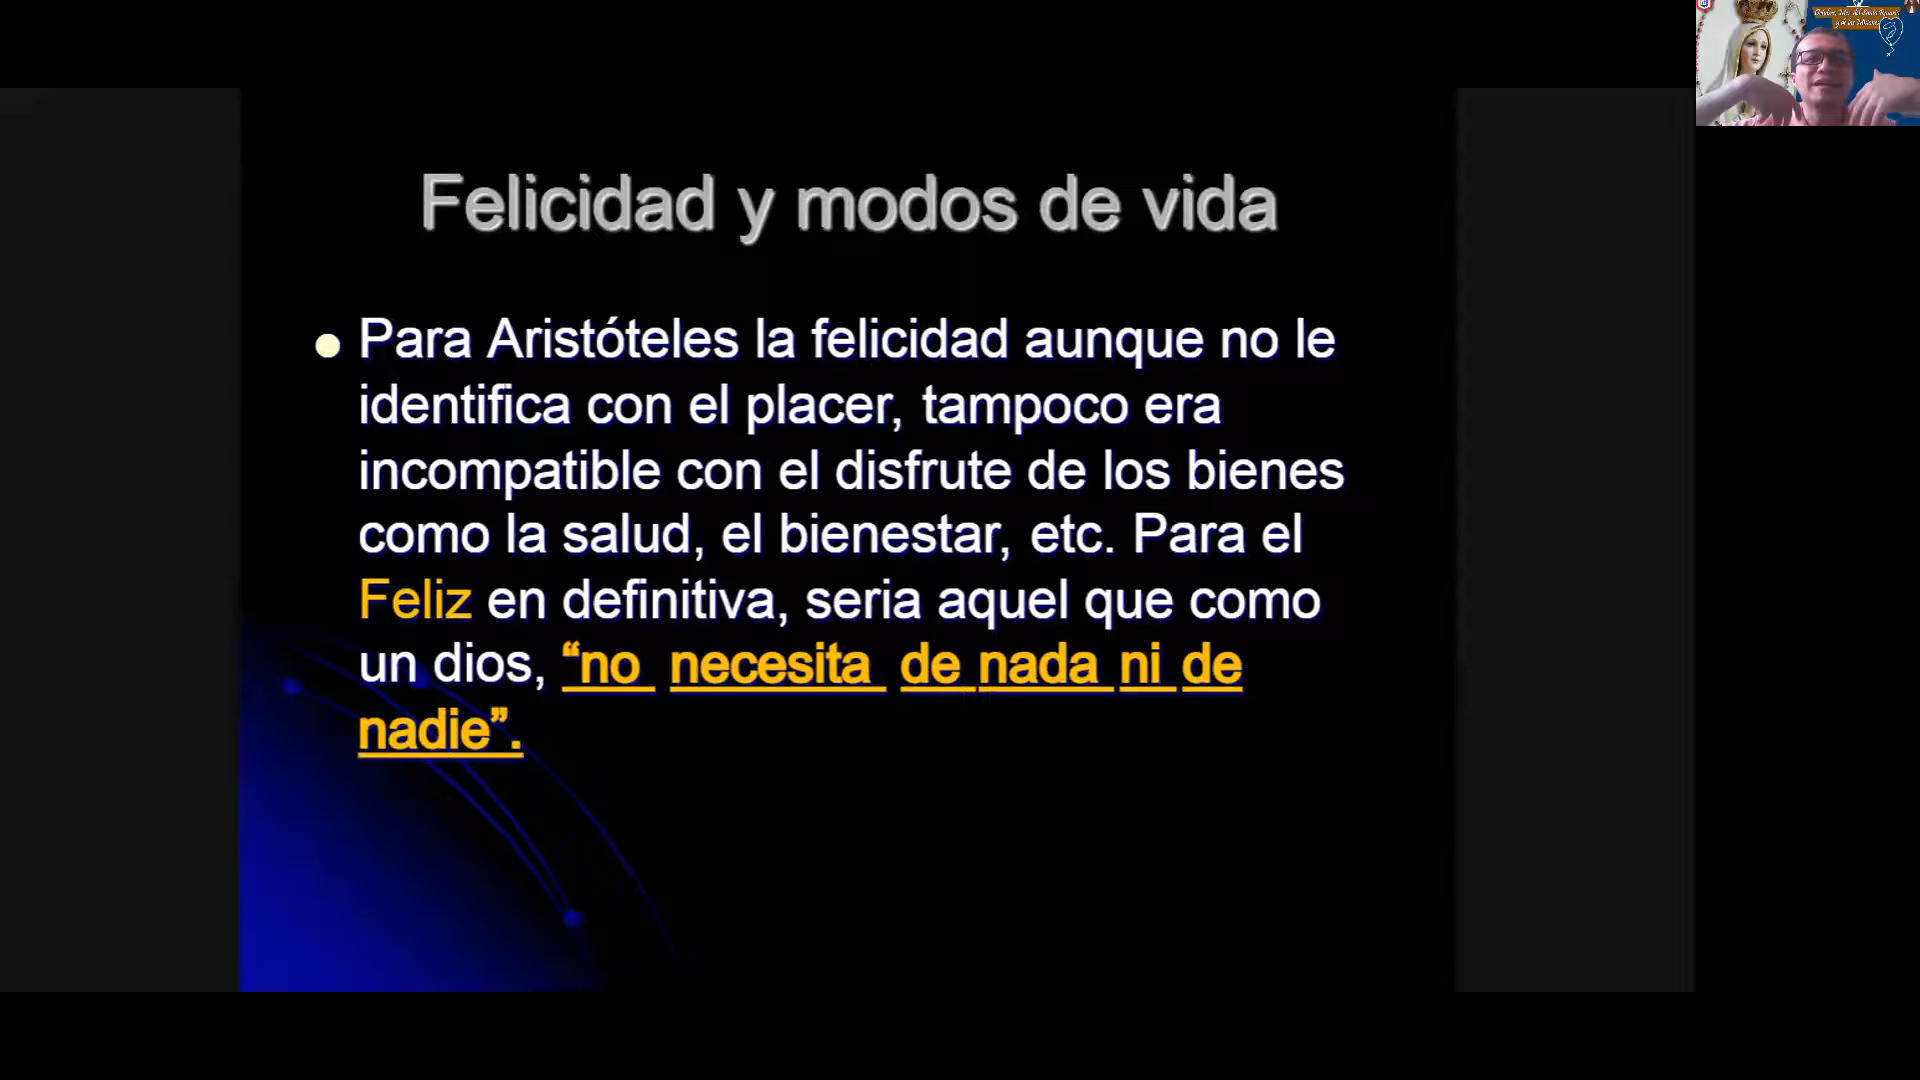 Felicidad y modos de vida
Para Aristóteles la felicidad aunque no le
identifica con el placer, tampoco era
incompatible con el disfrute de los bienes
como la salud, el bienestar, etc. Para el
Feliz en definitiva, seria aquel que como
un dios, “no necesita de nada ni de
nadie”.